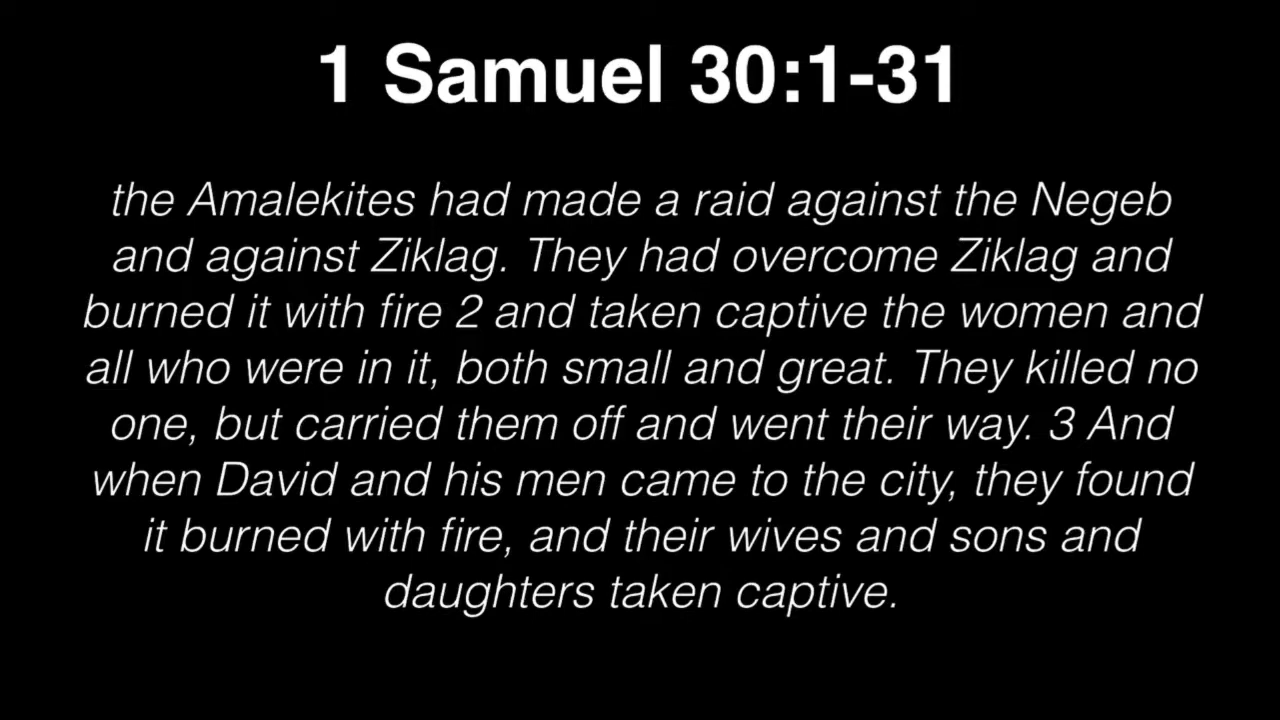 1 Samuel 30:1-31
the Amalekites had made a raid against the Negeb
and against Ziklag. They had overcome Ziklag and
burned it with fire 2 and taken captive the women and
all who were in it, both small and great. They killed no
one, but carried them off and went their way. 3 And
when David and his men came to the city, they found
it burned with fire, and their wives and sons and
daughters taken captive.